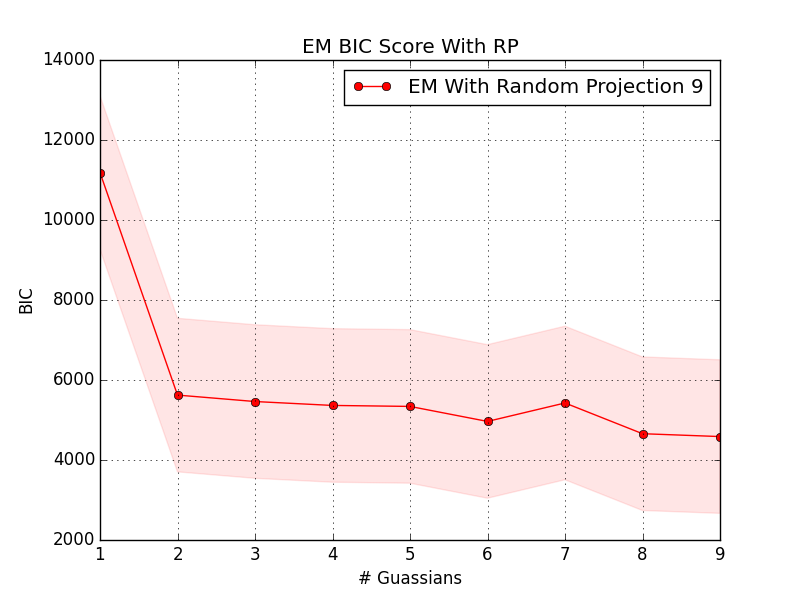 EM BIC Score With RP
EM With Random Projection 9
14000
12000
10000
8000
6000
4000
2000
BIC
1 2 3 4 5 6 7 8 9
# Guassians